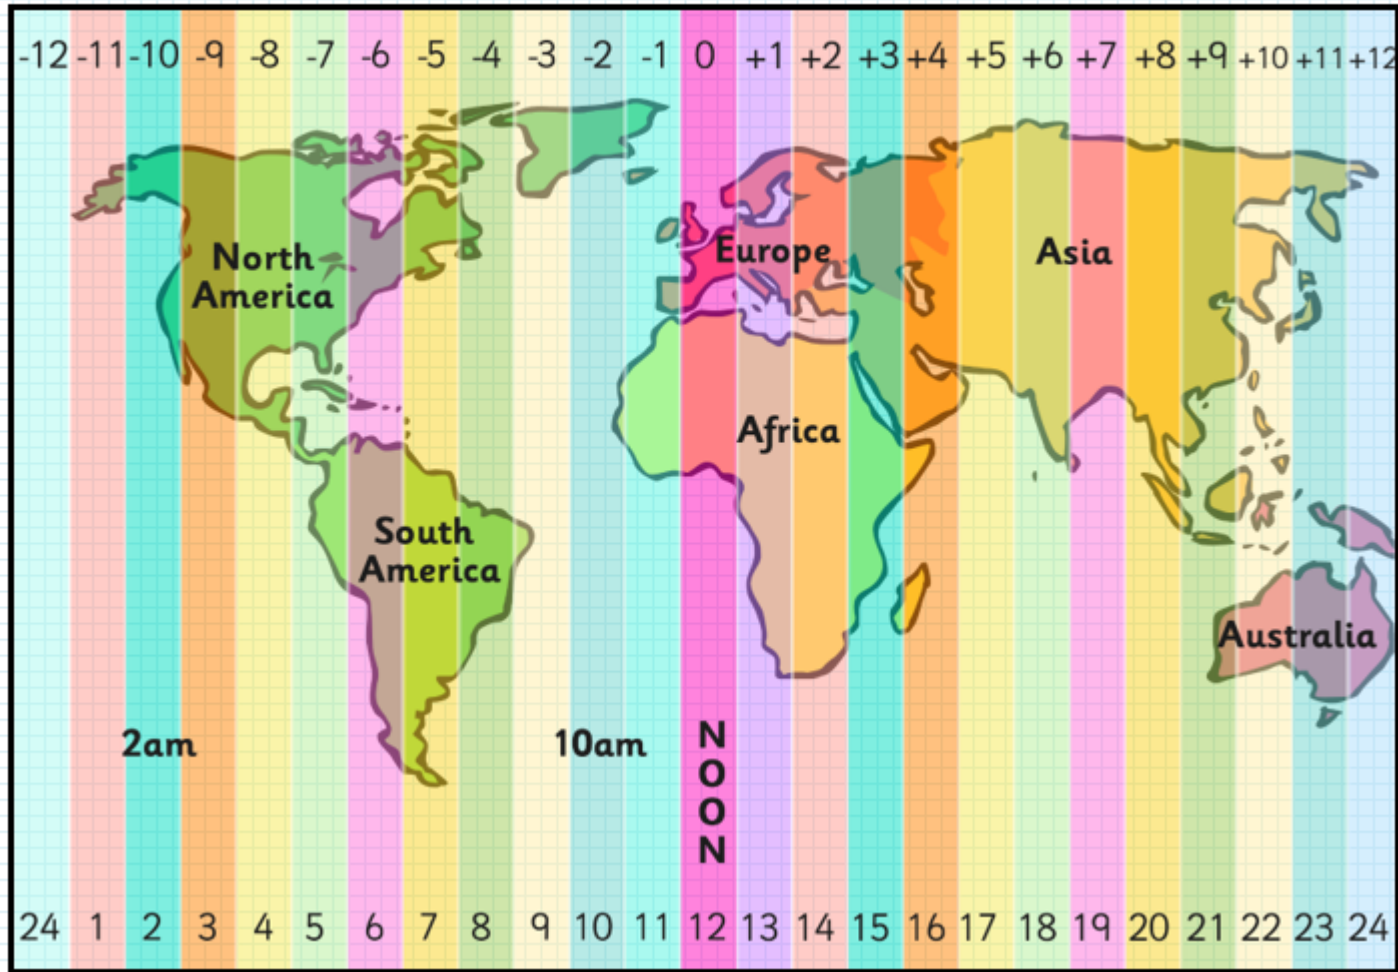 -12 -11 -10 -9 -8 -7 -6 -5 -4 -3 -2 -1 0 +1 +2 +3 +4 +5 +6 +7 +8 +9 +10 +11 +12
North
America
Europe
Asia
Africa
South
America
Australia
2am
10am
N
O
O
N
24 1 2 3 4 5 6 7 8 9 10 11 12 13 14 15 16 17 18 19 20 21 22 23 24